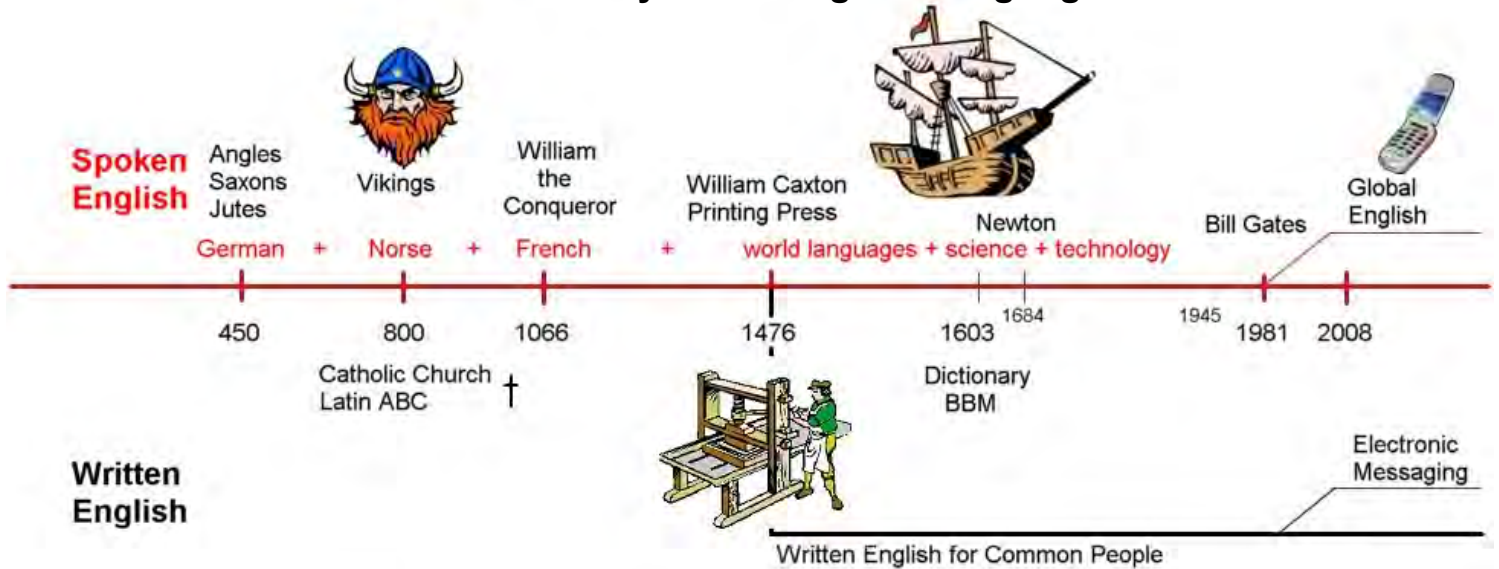 Spoken
English
Angles
Saxons
Jutes
Vikings
William
the
Conqueror
William Caxton
Printing Press
Newton
Bill Gates
Global
English
German + Norse + French + world languages + science + technology
450 800 1066 1476 1603 1684 1945 1981 2008
Catholic Church
Latin ABC
Dictionary
BBM
Written
English
Electronic
Messaging
Written English for Common People